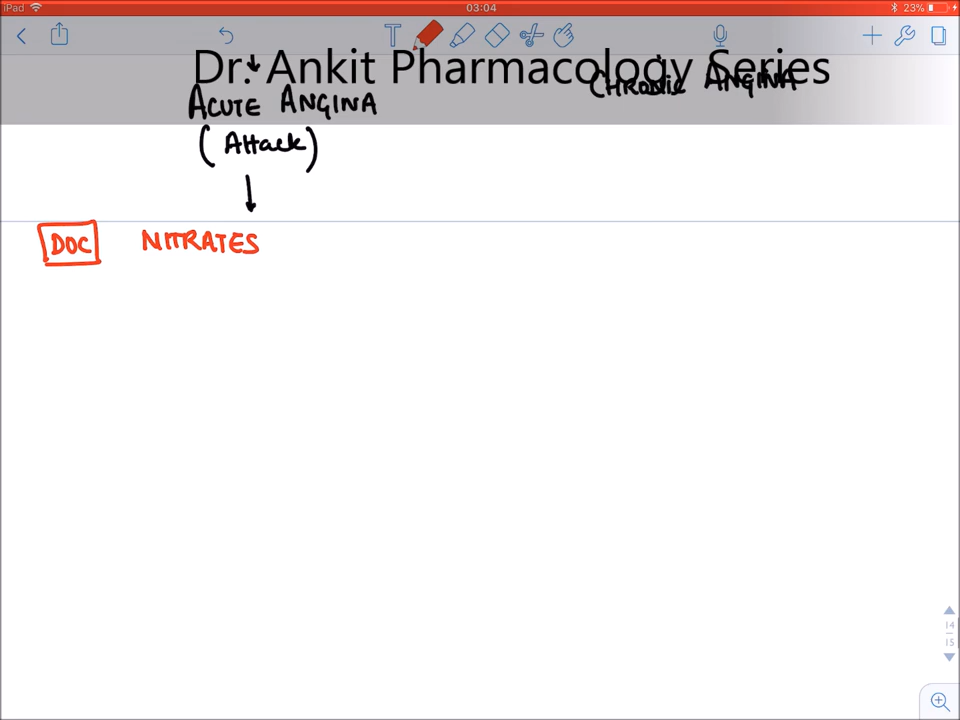 iPad 03:04 23%
Dr. Ankit Pharmacology Series
ACUTE ANGINA CHRONIC ANGINA
(Attack)
DOC NITRATES
14
15